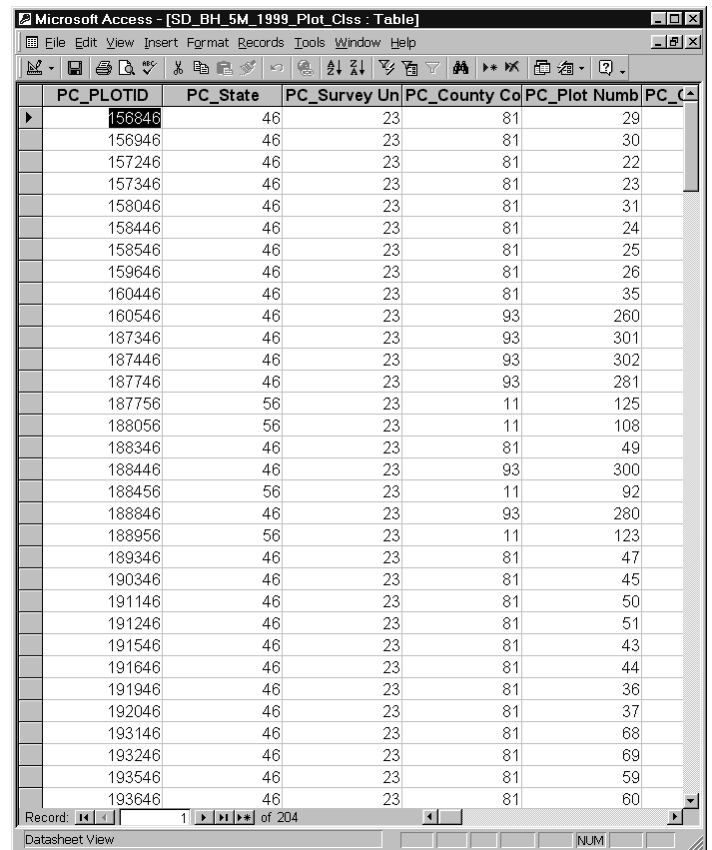 Microsoft Access - [SD_BH_5M_1999_Plot_Clss : Table]
File Edit View Insert Format Records Tools Window Help
PC_PLOTID PC_State PC_Survey Un PC_County Co PC_Plot Numb PC_C
156846 46 23 81 29
156946 46 23 81 30
157246 46 23 81 22
157346 46 23 81 23
158046 46 23 81 31
158446 46 23 81 24
158546 46 23 81 25
159646 46 23 81 26
160446 46 23 81 35
160546 46 23 93 260
187346 46 23 93 301
187446 46 23 93 302
187746 46 23 93 281
187756 56 23 11 125
188056 56 23 11 108
188346 46 23 81 49
188446 46 23 93 300
188456 56 23 11 92
188846 46 23 93 280
188956 56 23 11 123
189346 46 23 81 47
190346 46 23 81 45
191146 46 23 81 50
191246 46 23 81 51
191546 46 23 81 43
191646 46 23 81 44
191946 46 23 81 36
192046 46 23 81 37
193146 46 23 81 68
193246 46 23 81 69
193546 46 23 81 59
193646 46 23 81 60
Record: 1 of 204
Datasheet View NUM